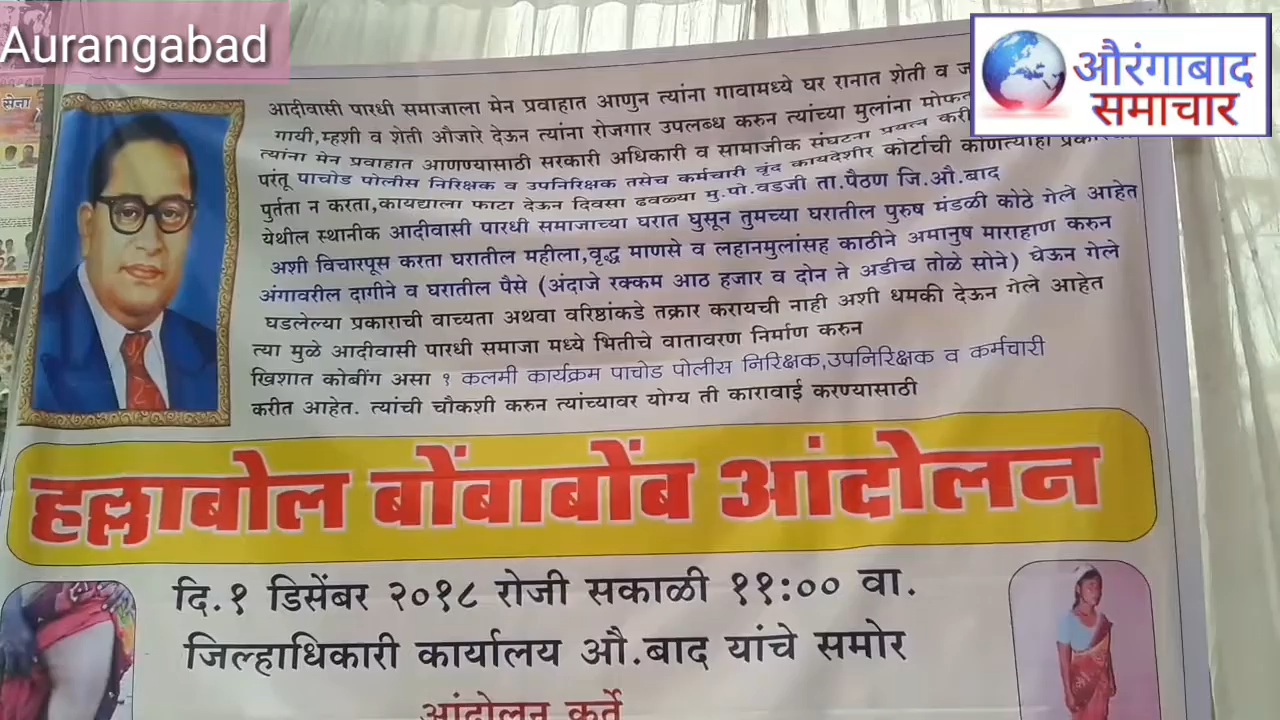 Aurangabad
औरंगाबाद
समाचार
सेना
आदीवासी पारधी समाजाला मेन प्रवाहात आणुन त्यांना गावामध्ये घर रानात शेती व
गायी,म्हशी व शेती औजारे देऊन त्यांना रोजगार उपलब्ध करुन त्यांच्या मुलांना
त्यांना मेन प्रवाहात आणण्यासाठी सरकारी अधिकारी व सामाजीक संघटना प्रयत्न
परंतू पाचोड पोलीस निरिक्षक व उपनिरिक्षक तसेच कर्मचारी वृंद कायदेशीर कोर्टाची कोणत्याही
पुर्तता न करता,कायद्याला फाटा देऊन दिवसा ढवळ्या मु.पो.वडजी ता.पैठण जि.औ.बाद
येथील स्थानीक आदीवासी पारधी समाजाच्या घरात घुसून तुमच्या घरातील पुरुष मंडळी कोठे गेले आहेत
अशी विचारपूस करता घरातील महीला,वृद्ध माणसे व लहानमुलांसह काठीने अमानुष माराहाण करुन
अंगावरील दागीने व घरातील पैसे (अंदाजे रक्कम आठ हजार व दोन ते अडीच तोळे सोने) घेऊन गेले
घडलेल्या प्रकाराची वाच्यता अथवा वरिष्ठांकडे तक्रार करायची नाही अशी धमकी देऊन गेले आहेत
त्या मुळे आदीवासी पारधी समाजा मध्ये भितीचे वातावरण निर्माण करुन
खिशात कोबींग असा १ कलमी कार्यक्रम पाचोड पोलीस निरिक्षक,उपनिरिक्षक व कर्मचारी
करीत आहेत. त्यांची चौकशी करुन त्यांच्यावर योग्य ती कारावाई करण्यासाठी
हल्लाबोल बोंबाबोंब आंदोलन
दि.१ डिसेंबर २०१८ रोजी सकाळी ११:०० वा.
जिल्हाधिकारी कार्यालय औ.बाद यांचे समोर
आंदोलन कर्ते